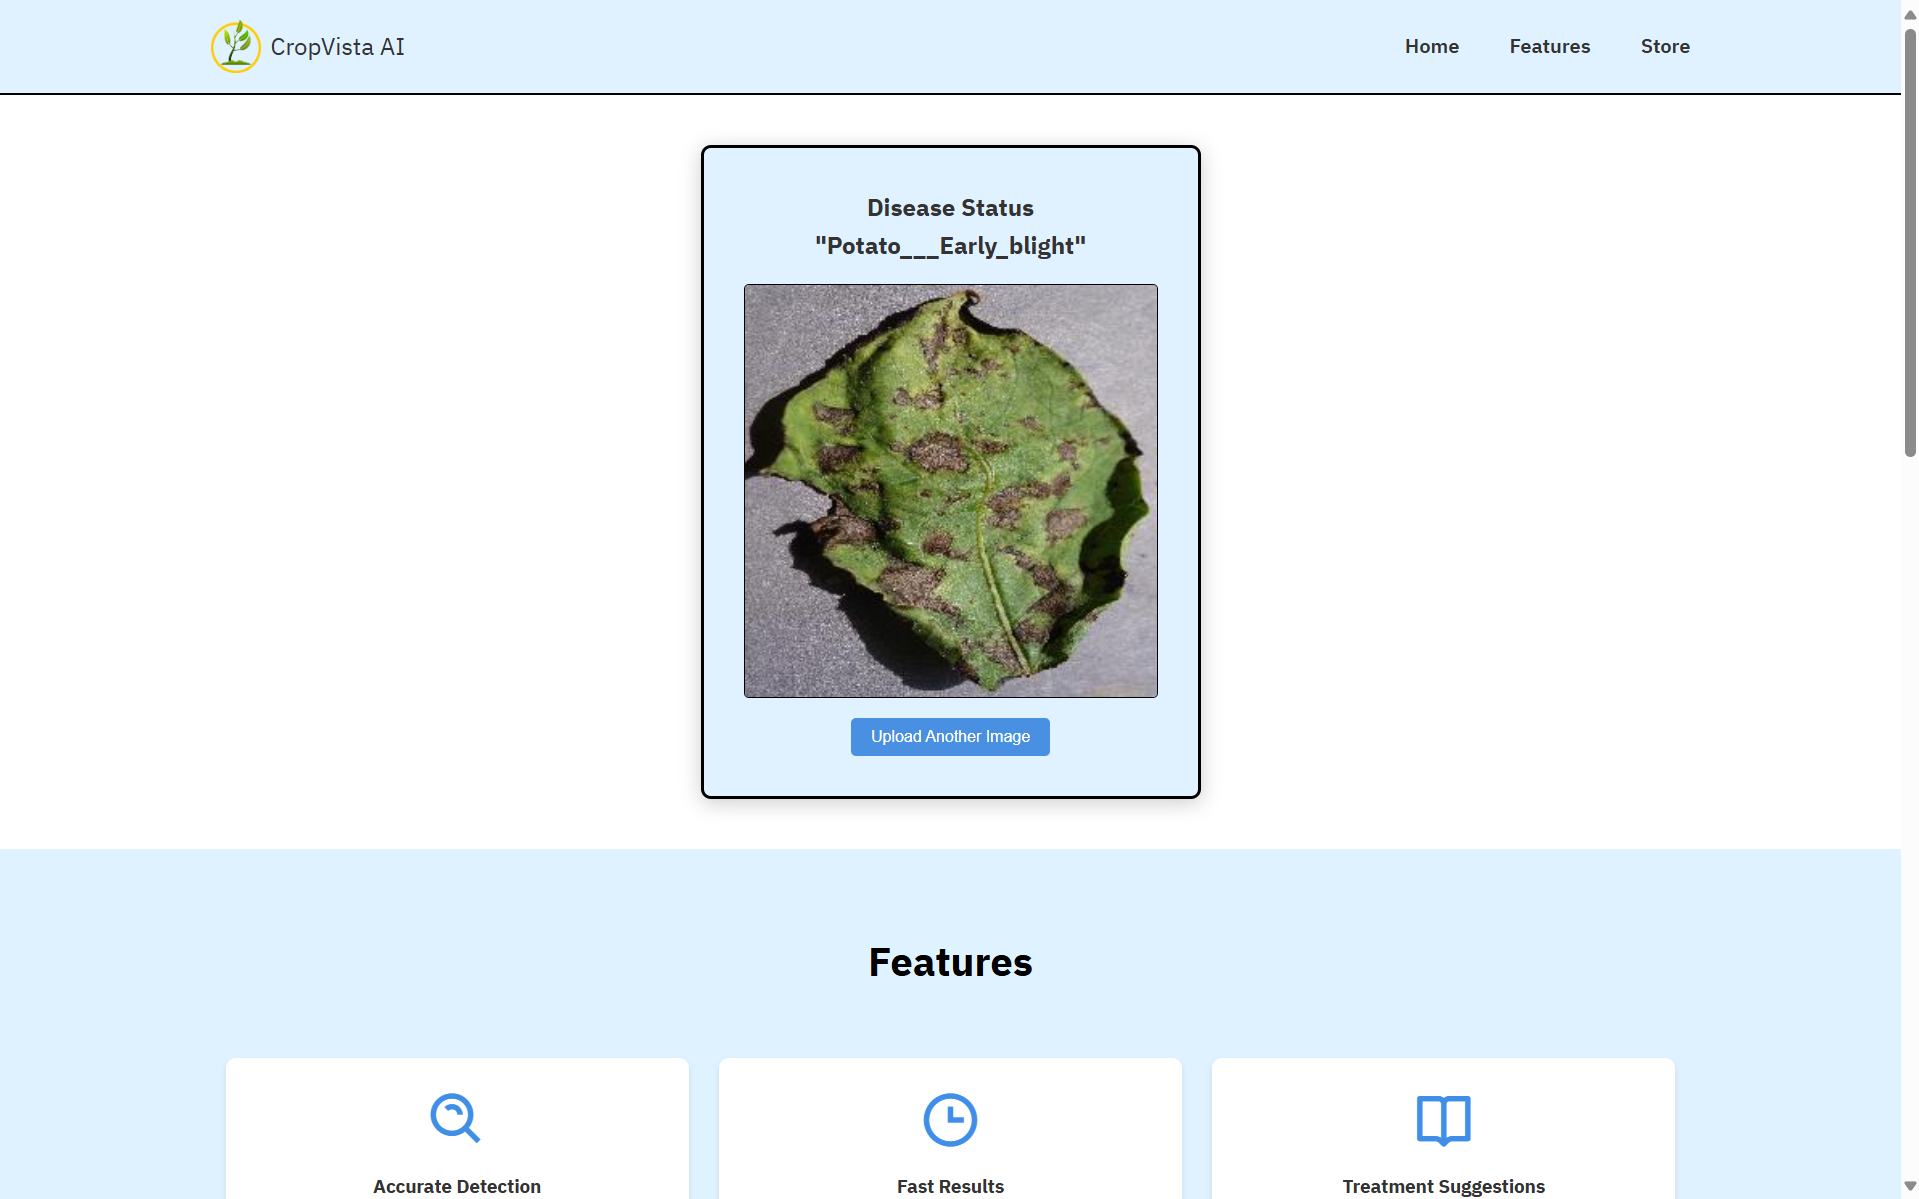 CropVista AI
Home
Features
Store
Disease Status
"Potato___Early_blight"
Upload Another Image
Features
Accurate Detection
Fast Results
Treatment Suggestions